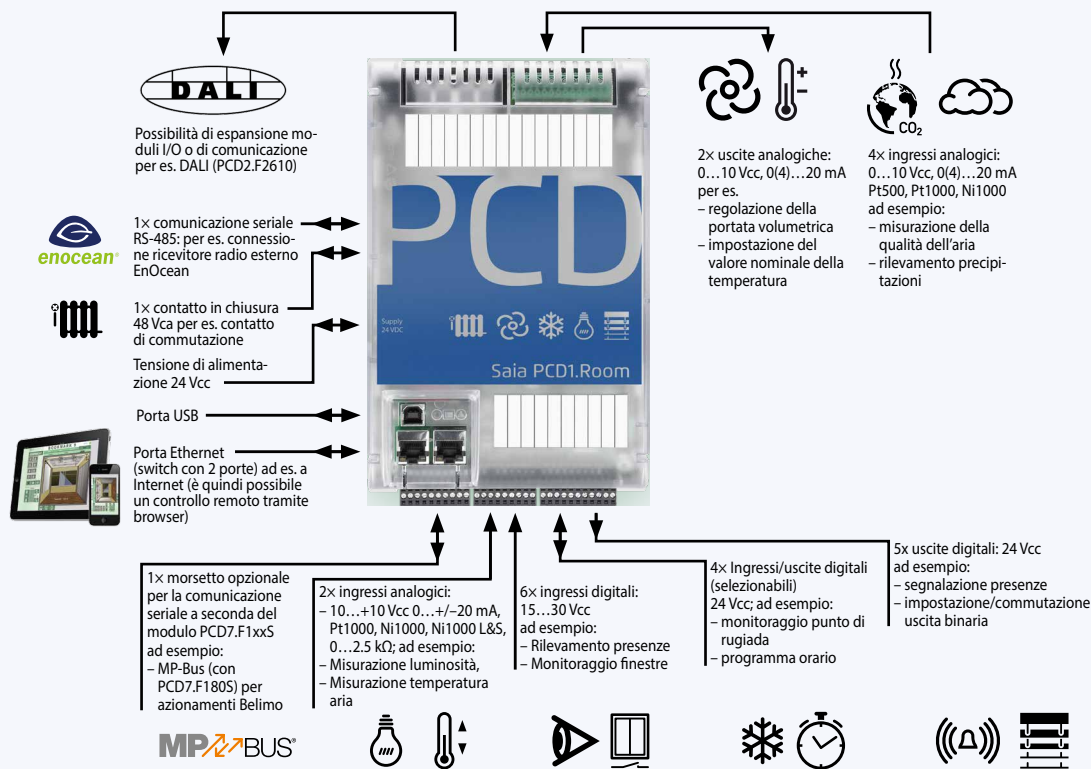 DALI
Possibilità di espansione mo-
duli I/O o di comunicazione
per es. DALI (PCD2.F2610)
enocean®
1× comunicazione seriale
RS-485: per es. connessio-
ne ricevitore radio esterno
EnOcean
1× contatto in chiusura
48 Vca per es. contatto
di commutazione
Tensione di alimenta-
zione 24 Vcc
Porta USB
Porta Ethernet
(switch con 2 porte) ad es. a
Internet (è quindi possibile
un controllo remoto tramite
browser)
PCD
Supply
24 VDC
Saia PCD1.Room
2× uscite analogiche:
0…10 Vcc, 0(4)…20 mA
per es.
– regolazione della
portata volumetrica
– impostazione del
valore nominale della
temperatura
CO2
4× ingressi analogici:
0…10 Vcc, 0(4)…20 mA
Pt500, Pt1000, Ni1000
ad esempio:
– misurazione della
qualità dell’aria
– rilevamento precipi-
tazioni
1× morsetto opzionale
per la comunicazione
seriale a seconda del
modulo PCD7.F1xxS
ad esempio:
– MP-Bus (con
PCD7.F180S) per
azionamenti Belimo
MP BUS®
2× ingressi analogici:
– 10…+10 Vcc 0…+/–20 mA,
Pt1000, Ni1000, Ni1000 L&S,
0…2.5 kΩ; ad esempio:
– Misurazione luminosità,
– Misurazione temperatura
aria
6× ingressi digitali:
15…30 Vcc
ad esempio:
– Rilevamento presenze
– Monitoraggio finestre
4× Ingressi/uscite digitali
(selezionabili)
24 Vcc; ad esempio:
– monitoraggio punto di
rugiada
– programma orario
5x uscite digitali: 24 Vcc
ad esempio:
– segnalazione presenze
– impostazione/commutazione
uscita binaria